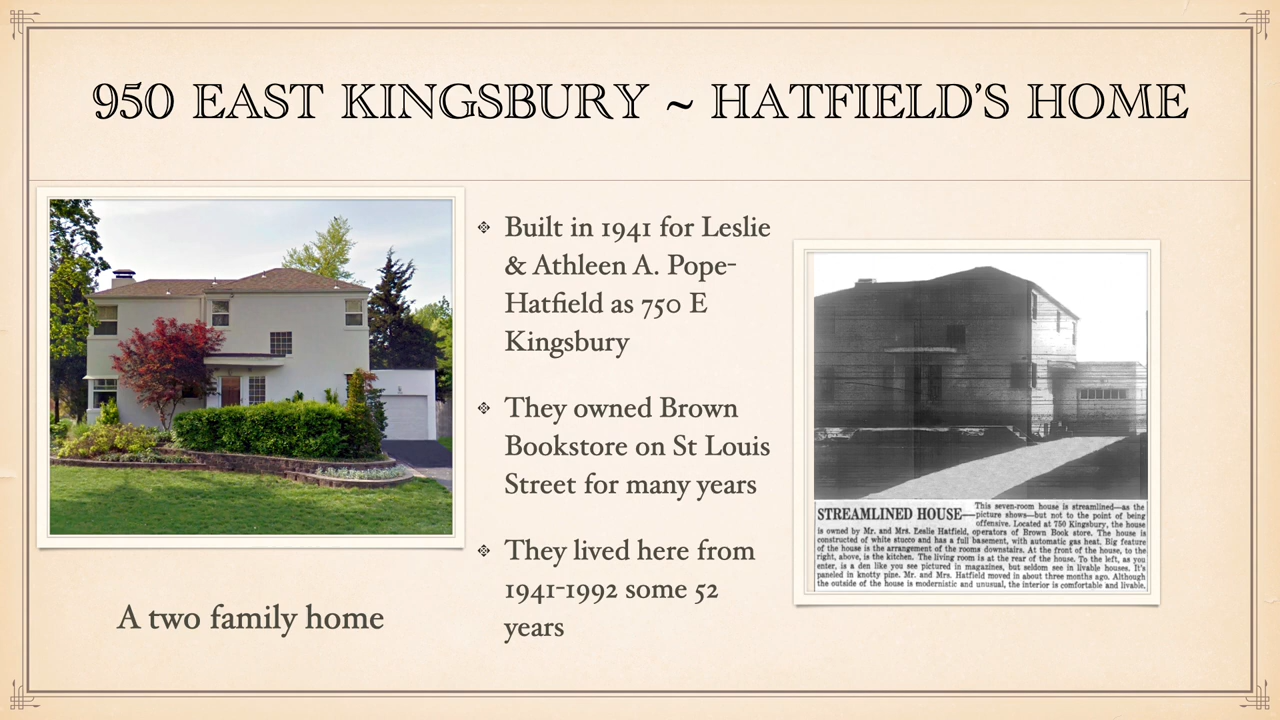 950 EAST KINGSBURY ~ HATFIELD'S HOME
Built in 1941 for Leslie
& Athleen A. Pope-
Hatfield as 750 E
Kingsbury
They owned Brown
Bookstore on St Louis
Street for many years
They lived here from
1941-1992 some 52
years
A two family home
STREAMLINED HOUSE—This seven-room house is streamlined—as the
picture shows—but not to the point of being
offensive. Located at 750 Kingsbury, the house
is owned by Mr. and Mrs. Leslie Hatfield, operators of Brown Book store. The house is
constructed of white stucco and has a full basement, with automatic gas heat. Big feature
of the house is the arrangement of the rooms downstairs. At the front of the house, to the
right, above, is the kitchen. The living room is at the rear of the house. To the left, as you
enter, is a den like you see pictured in magazines, but seldom see in livable houses. It's
paneled in knotty pine. Mr. and Mrs. Hatfield moved in about three months ago. Although
the outside of the house is modernistic and unusual, the interior is comfortable and livable.